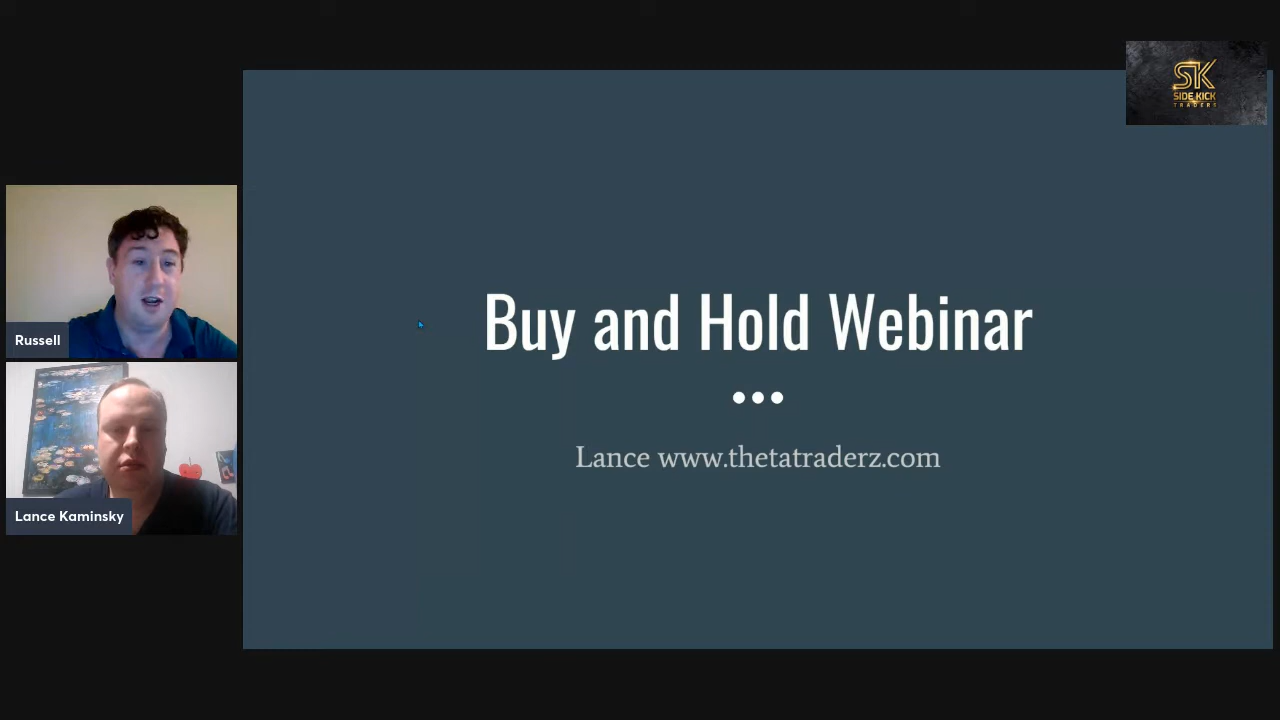 SK
SIDE KICK
TRADERS
Buy and Hold Webinar
Lance www.thetatraderz.com
Russell
Lance Kaminsky